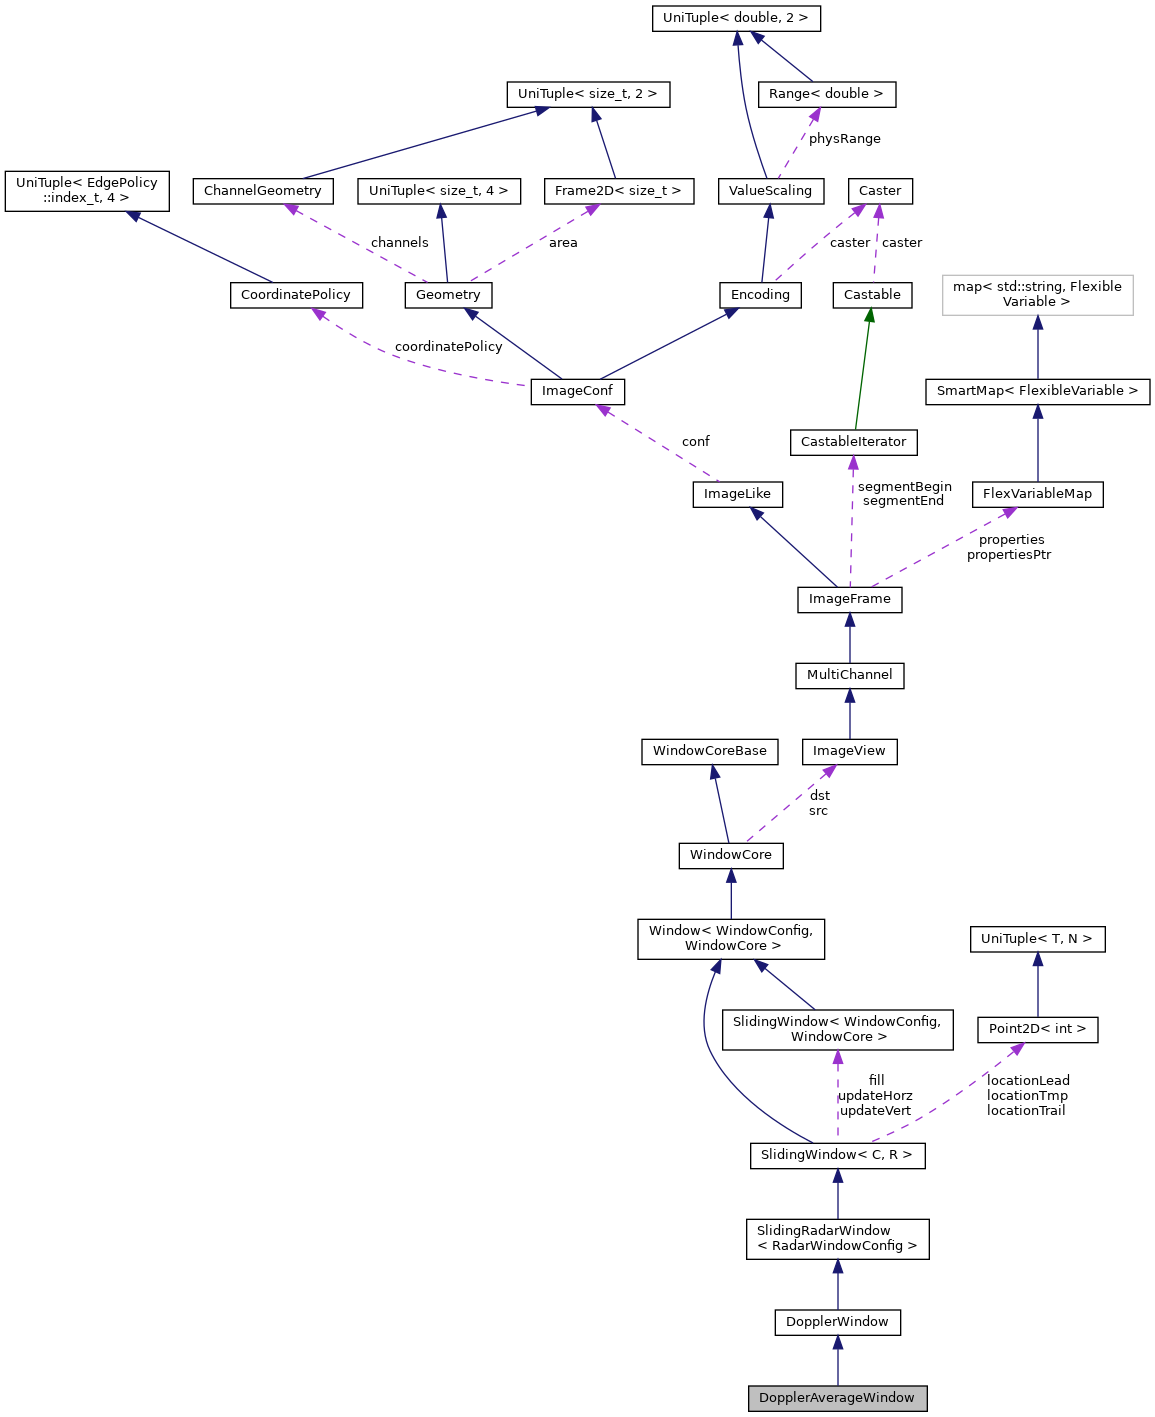 UniTuple< double, 2 >
UniTuple< size_t, 2 >
Range< double >
physRange
UniTuple< EdgePolicy
::index_t, 4 >
ChannelGeometry
UniTuple< size_t, 4 >
Frame2D< size_t >
ValueScaling
Caster
channels
area
caster
caster
CoordinatePolicy
Geometry
Encoding
Castable
map< std::string, Flexible
Variable >
coordinatePolicy
ImageConf
SmartMap< FlexibleVariable >
conf
CastableIterator
ImageLike
segmentBegin
segmentEnd
FlexVariableMap
properties
propertiesPtr
ImageFrame
MultiChannel
WindowCoreBase
ImageView
dst
src
WindowCore
Window< WindowConfig,
WindowCore >
UniTuple< T, N >
SlidingWindow< WindowConfig,
WindowCore >
Point2D< int >
fill
updateHorz
updateVert
locationLead
locationTmp
locationTrail
SlidingWindow< C, R >
SlidingRadarWindow
< RadarWindowConfig >
DopplerWindow
DopplerAverageWindow